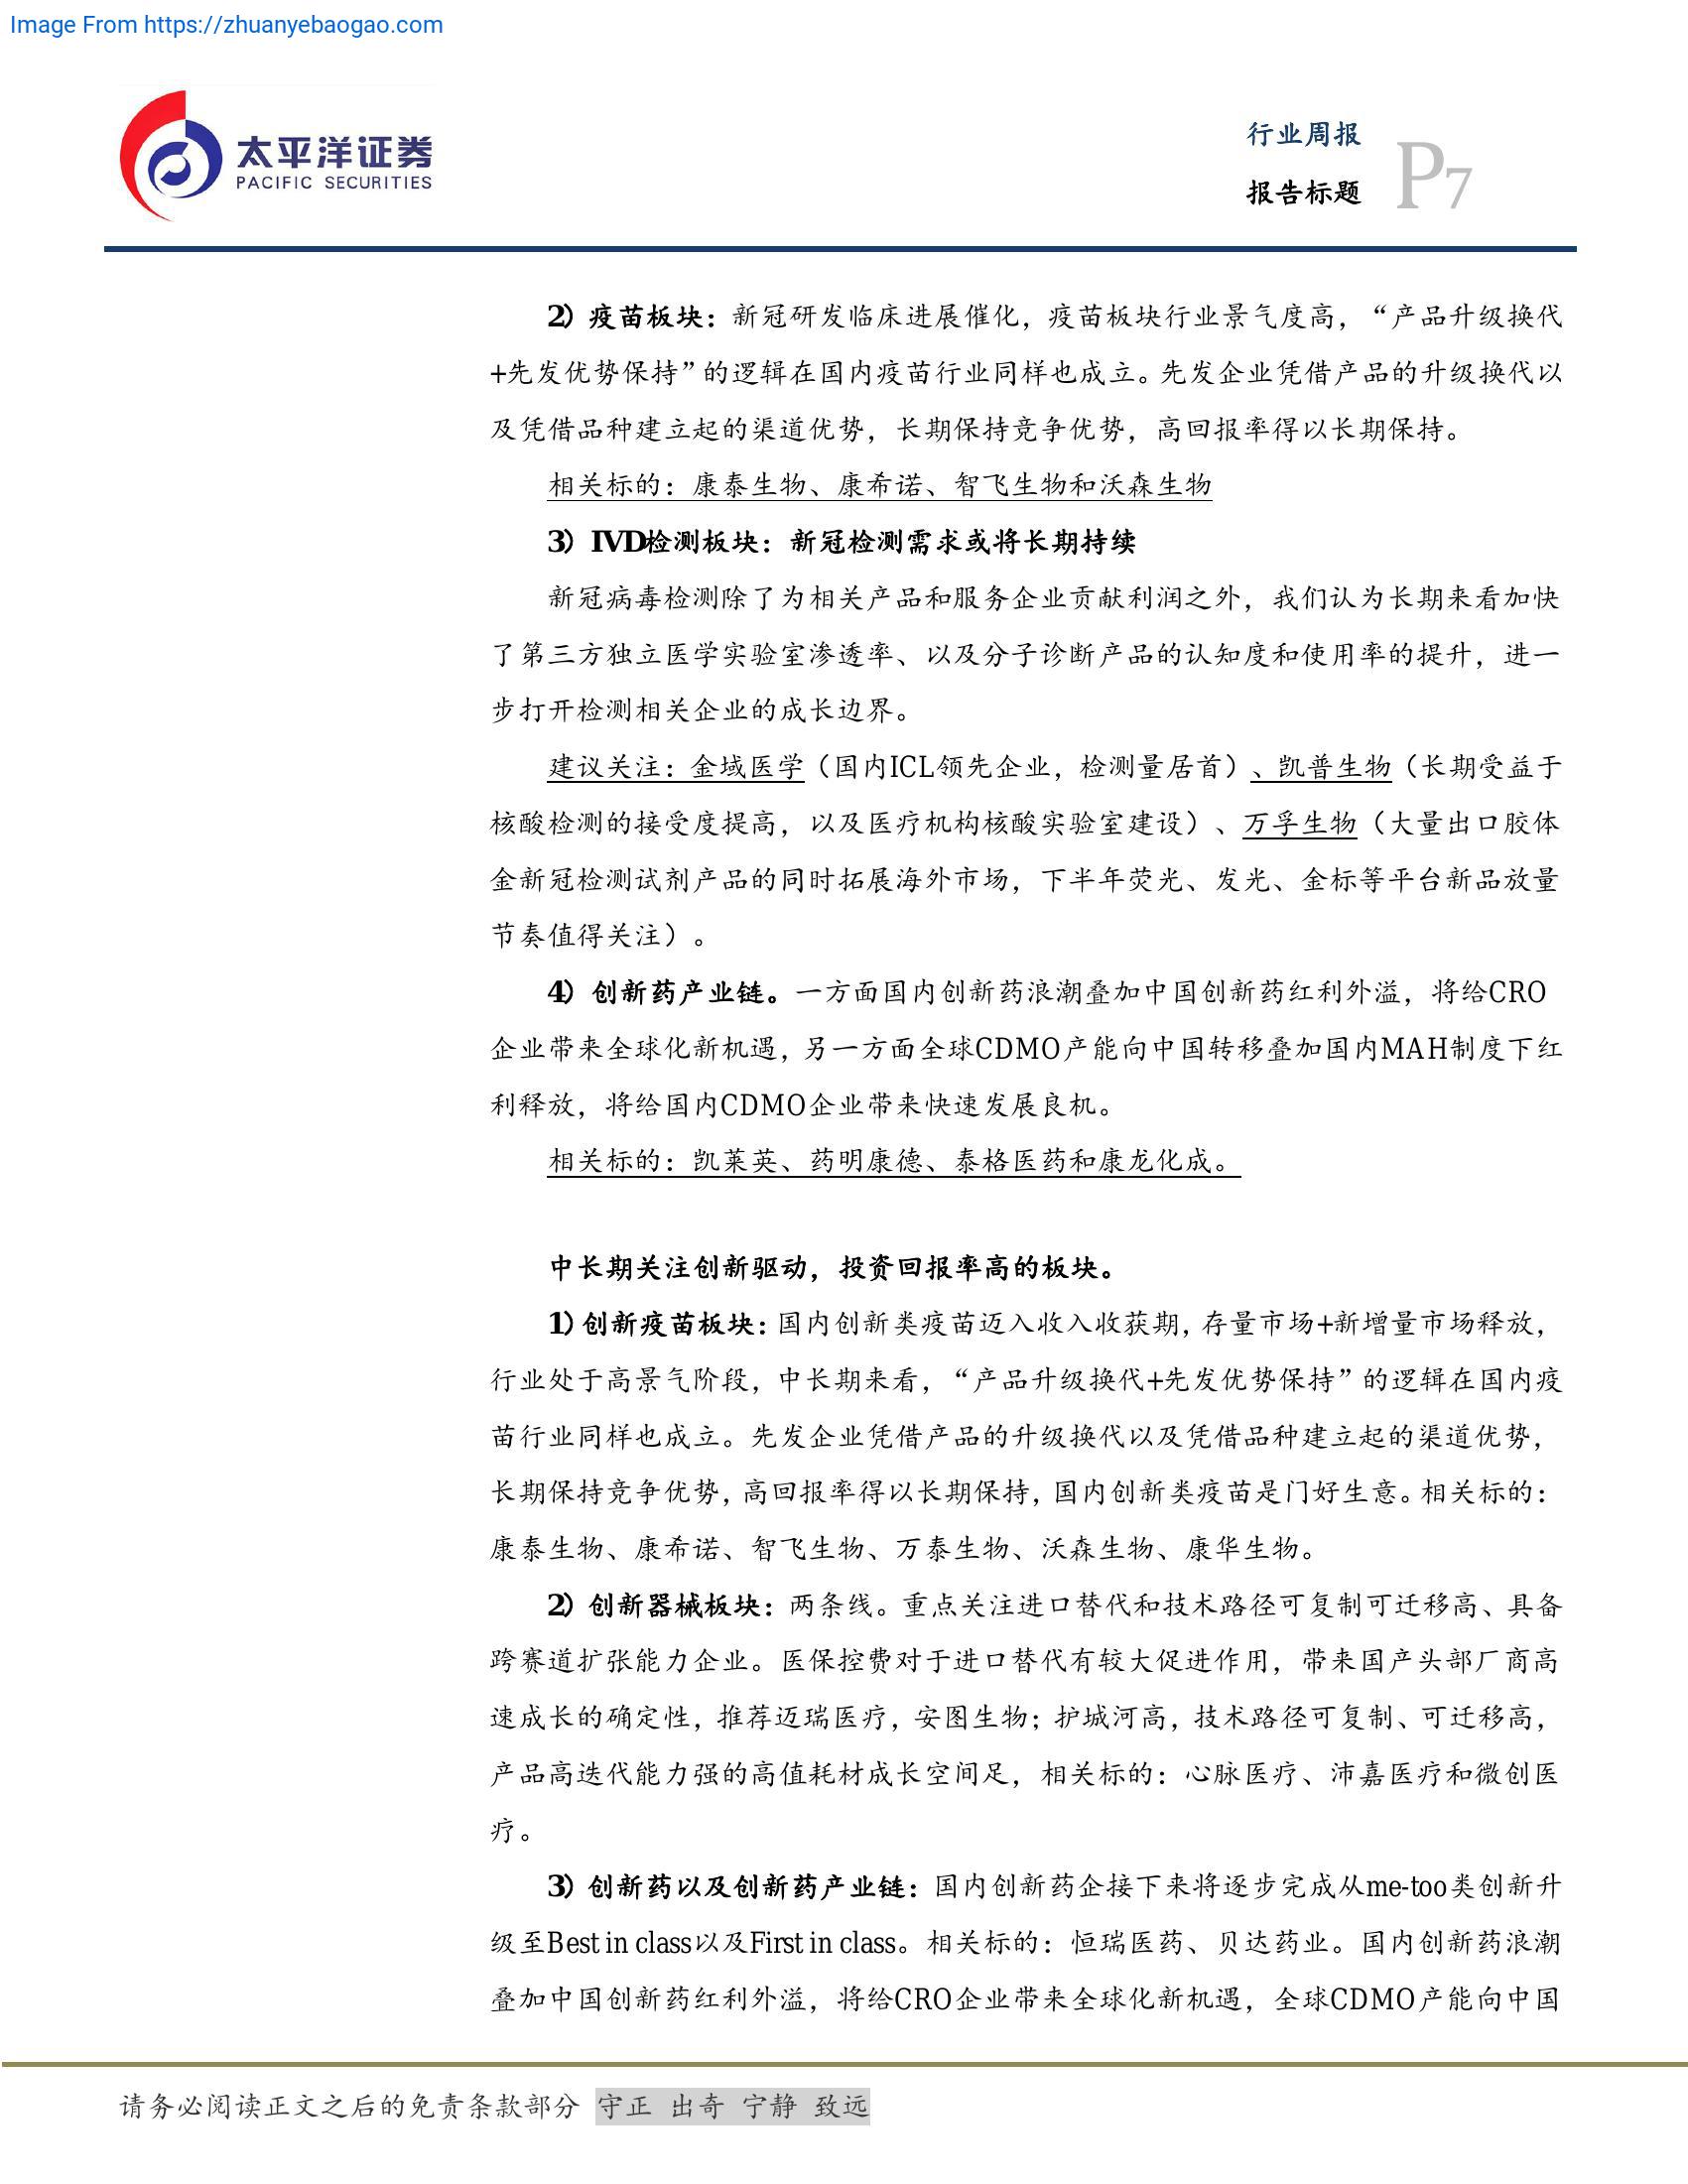 Image From https://zhuanyebaogao.com
太平洋证券
PACIFIC SECURITIES
行业周报
报告标题
P7
2）疫苗板块：新冠研发临床进展催化，疫苗板块行业景气度高，“产品升级换代
+先发优势保持”的逻辑在国内疫苗行业同样也成立。先发企业凭借产品的升级换代以
及凭借品种建立起的渠道优势，长期保持竞争优势，高回报率得以长期保持。
相关标的：康泰生物、康希诺、智飞生物和沃森生物
3）IVD检测板块：新冠检测需求或将长期持续
新冠病毒检测除了为相关产品和服务企业贡献利润之外，我们认为长期来看加快
了第三方独立医学实验室渗透率、以及分子诊断产品的认知度和使用率的提升，进一
步打开检测相关企业的成长边界。
建议关注：金域医学（国内ICL领先企业，检测量居首）、凯普生物（长期受益于
核酸检测的接受度提高，以及医疗机构核酸实验室建设）、万孚生物（大量出口胶体
金新冠检测试剂产品的同时拓展海外市场，下半年荧光、发光、金标等平台新品放量
节奏值得关注）。
4）创新药产业链。一方面国内创新药浪潮叠加中国创新药红利外溢，将给CRO
企业带来全球化新机遇，另一方面全球CDMO产能向中国转移叠加国内MAH制度下红
利释放，将给国内CDMO企业带来快速发展良机。
相关标的：凯莱英、药明康德、泰格医药和康龙化成。
中长期关注创新驱动，投资回报率高的板块。
1）创新疫苗板块：国内创新类疫苗迈入收入收获期，存量市场+新增量市场释放，
行业处于高景气阶段，中长期来看，“产品升级换代+先发优势保持”的逻辑在国内疫
苗行业同样也成立。先发企业凭借产品的升级换代以及凭借品种建立起的渠道优势，
长期保持竞争优势，高回报率得以长期保持，国内创新类疫苗是门好生意。相关标的：
康泰生物、康希诺、智飞生物、万泰生物、沃森生物、康华生物。
2）创新器械板块：两条线。重点关注进口替代和技术路径可复制可迁移高、具备
跨赛道扩张能力企业。医保控费对于进口替代有较大促进作用，带来国产头部厂商高
速成长的确定性，推荐迈瑞医疗，安图生物；护城河高，技术路径可复制、可迁移高，
产品高迭代能力强的高值耗材成长空间足，相关标的：心脉医疗、沛嘉医疗和微创医
疗。
3）创新药以及创新药产业链：国内创新药企接下来将逐步完成从me-too类创新升
级至Best in class以及First in class。相关标的：恒瑞医药、贝达药业。国内创新药浪潮
叠加中国创新药红利外溢，将给CRO企业带来全球化新机遇，全球CDMO产能向中国
请务必阅读正文之后的免责条款部分 守正 出奇 宁静 致远